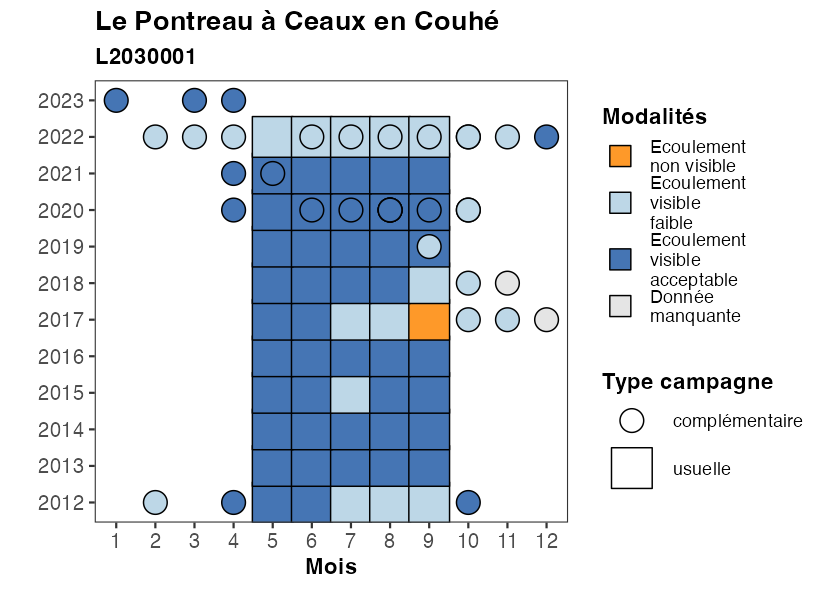 Le Pontreau à Ceaux en Couhé
L2030001
2023
2022
2021
2020
2019
2018
2017
2016
2015
2014
2013
2012
1 2 3 4 5 6 7 8 9 10 11 12
Mois
Modalités
Ecoulement
non visible
Ecoulement
visible
faible
Ecoulement
visible
acceptable
Donnée
manquante
Type campagne
complémentaire
usuelle